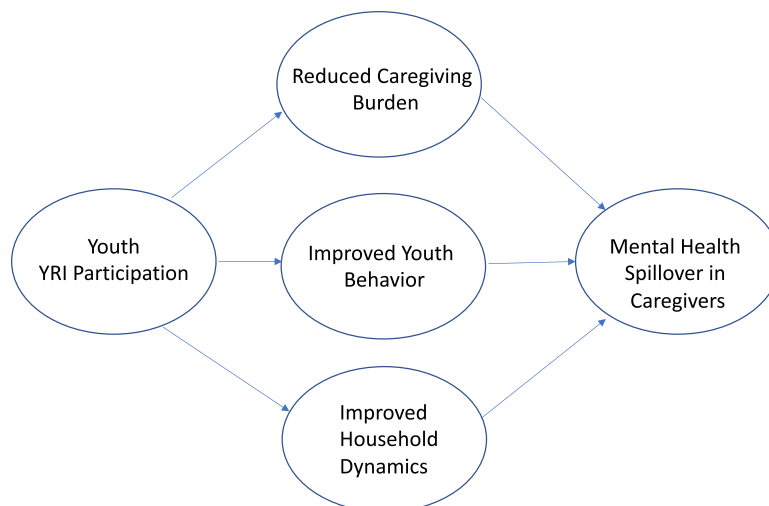 Reduced Caregiving
Burden
Youth
YRI Participation
Improved Youth
Behavior
Mental Health
Spillover in
Caregivers
Improved
Household
Dynamics